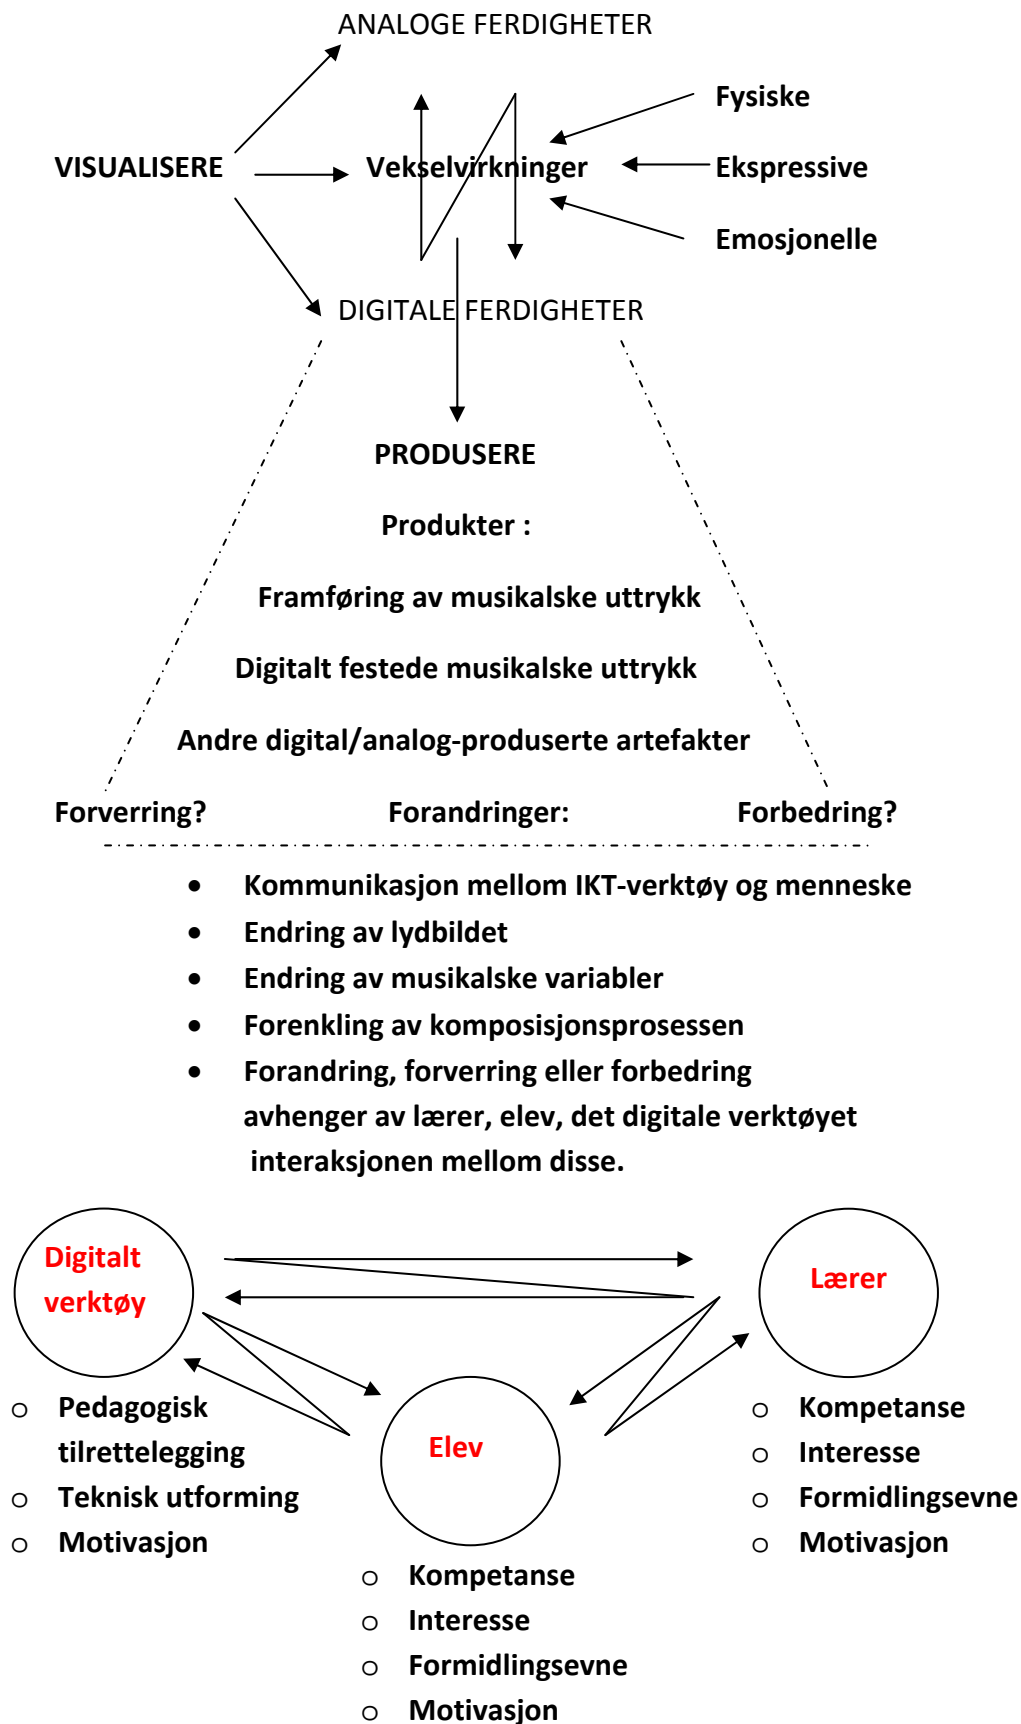 ANALOGE FERDIGHETER
Fysiske
VISUALISERE
Vekselvirkninger
Ekspressive
Emosjonelle
DIGITALE FERDIGHETER
PRODUSERE
Produkter :
Framføring av musikalske uttrykk
Digitalt festede musikalske uttrykk
Andre digital/analog-produserte artefakter
Forverring?
Forandringer:
Forbedring?
• Kommunikasjon mellom IKT-verktøy og menneske
• Endring av lydbildet
• Endring av musikalske variabler
• Forenkling av komposisjonsprosessen
• Forandring, forverring eller forbedring
avhenger av lærer, elev, det digitale verktøyet
interaksjonen mellom disse.
Digitalt
verktøy
o Pedagogisk
tilrettelegging
o Teknisk utforming
o Motivasjon
Elev
o Kompetanse
o Interesse
o Formidlingsevne
o Motivasjon
Lærer
o Kompetanse
o Interesse
o Formidlingsevne
o Motivasjon